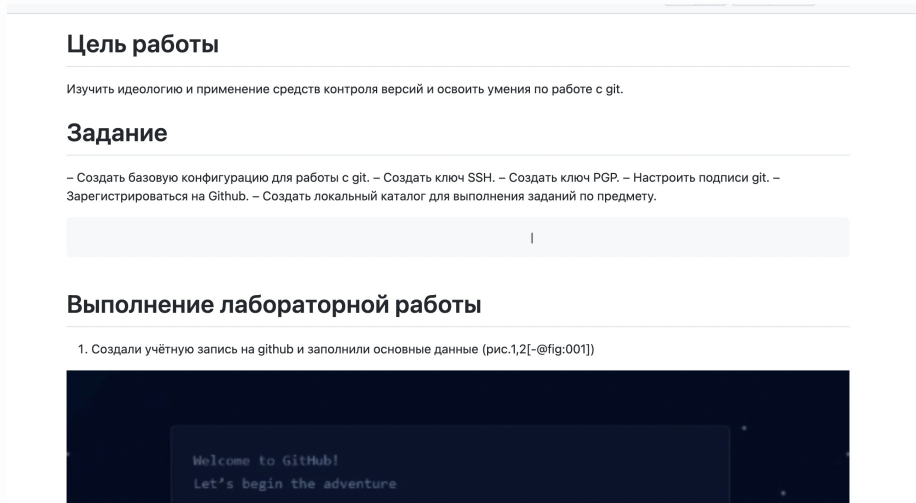 Цель работы
Изучить идеологию и применение средств контроля версий и освоить умения по работе с git.
Задание
– Создать базовую конфигурацию для работы с git. – Создать ключ SSH. – Создать ключ PGP. – Настроить подписи git. –
Зарегистрироваться на Github. – Создать локальный каталог для выполнения заданий по предмету.
Выполнение лабораторной работы
1. Создали учётную запись на github и заполнили основные данные (рис.1,2[-@fig:001])
Welcome to GitHub!
Let’s begin the adventure